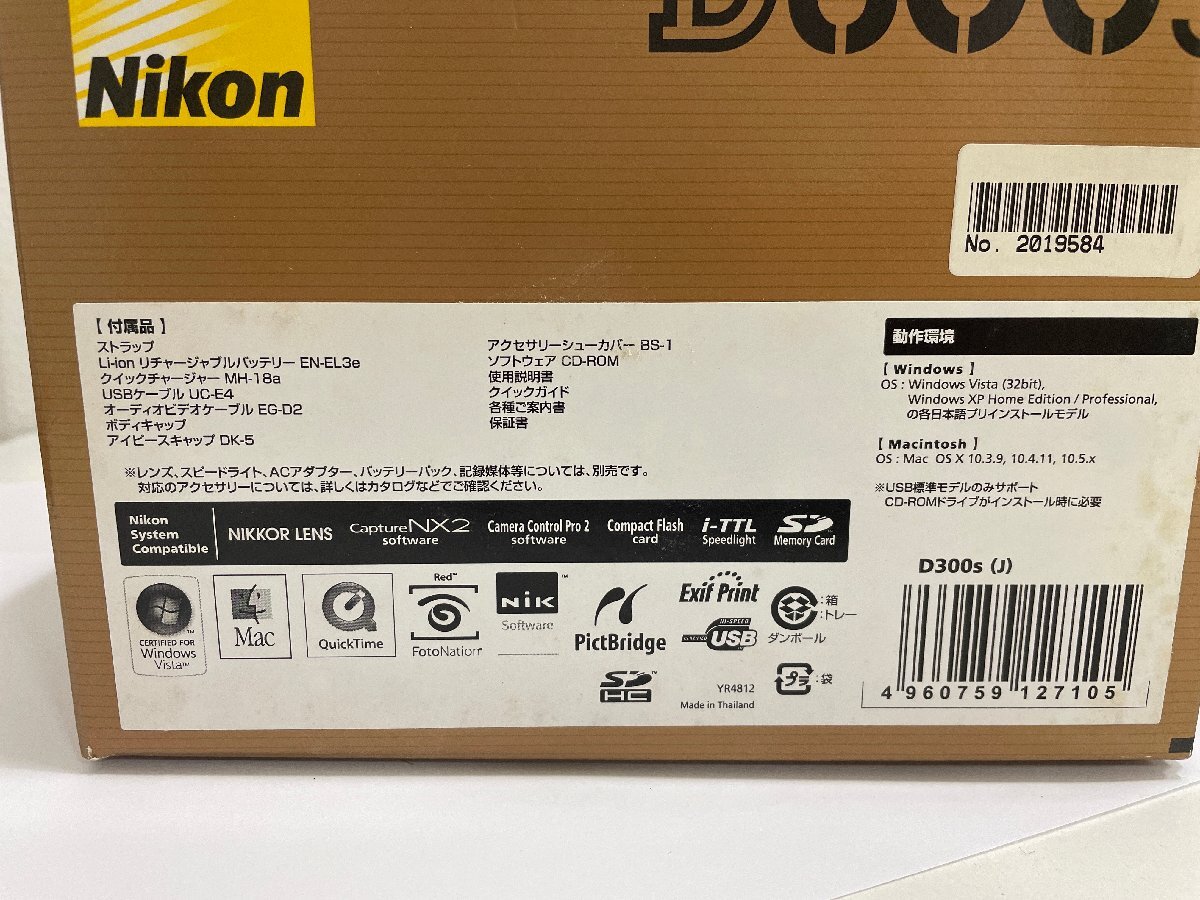 Nikon
No. 2019584
【 付属品 】
ストラップ
Li-ion リチャージャブルバッテリー EN-EL3e
クイックチャージャー MH-18a
USBケーブル UC-E4
オーディオビデオケーブル EG-D2
ボディキャップ
アイピースキャップ DK-5
アクセサリーシューカバー BS-1
ソフトウェア CD-ROM
使用説明書
クイックガイド
各種ご案内書
保証書
※レンズ、スピードライト、ACアダプター、バッテリーパック、記録媒体等については、別売です。
対応のアクセサリーについては、詳しくはカタログなどでご確認ください。
動作環境
【 Windows 】
OS : Windows Vista (32bit),
Windows XP Home Edition / Professional,
の各日本語プリインストールモデル
【 Macintosh 】
OS : Mac OS X 10.3.9, 10.4.11, 10.5.x
※USB標準モデルのみサポート
CD-ROMドライブがインストール時に必要
Nikon
System
Compatible
NIKKOR LENS
Capture NX2
software
Camera Control Pro 2
software
Compact Flash
card
i-TTL
Speedlight
SD
Memory Card
CERTIFIED FOR
Windows
Vista™
Mac
QuickTime
Red™
FotoNation
Nik
Software
PictBridge
Exif Print
HI-SPEED
USB
:箱
:トレー
ダンボール
SD
HC
YR4812
Made in Thailand
プラ
:袋
D300s (J)
4 960759 127105